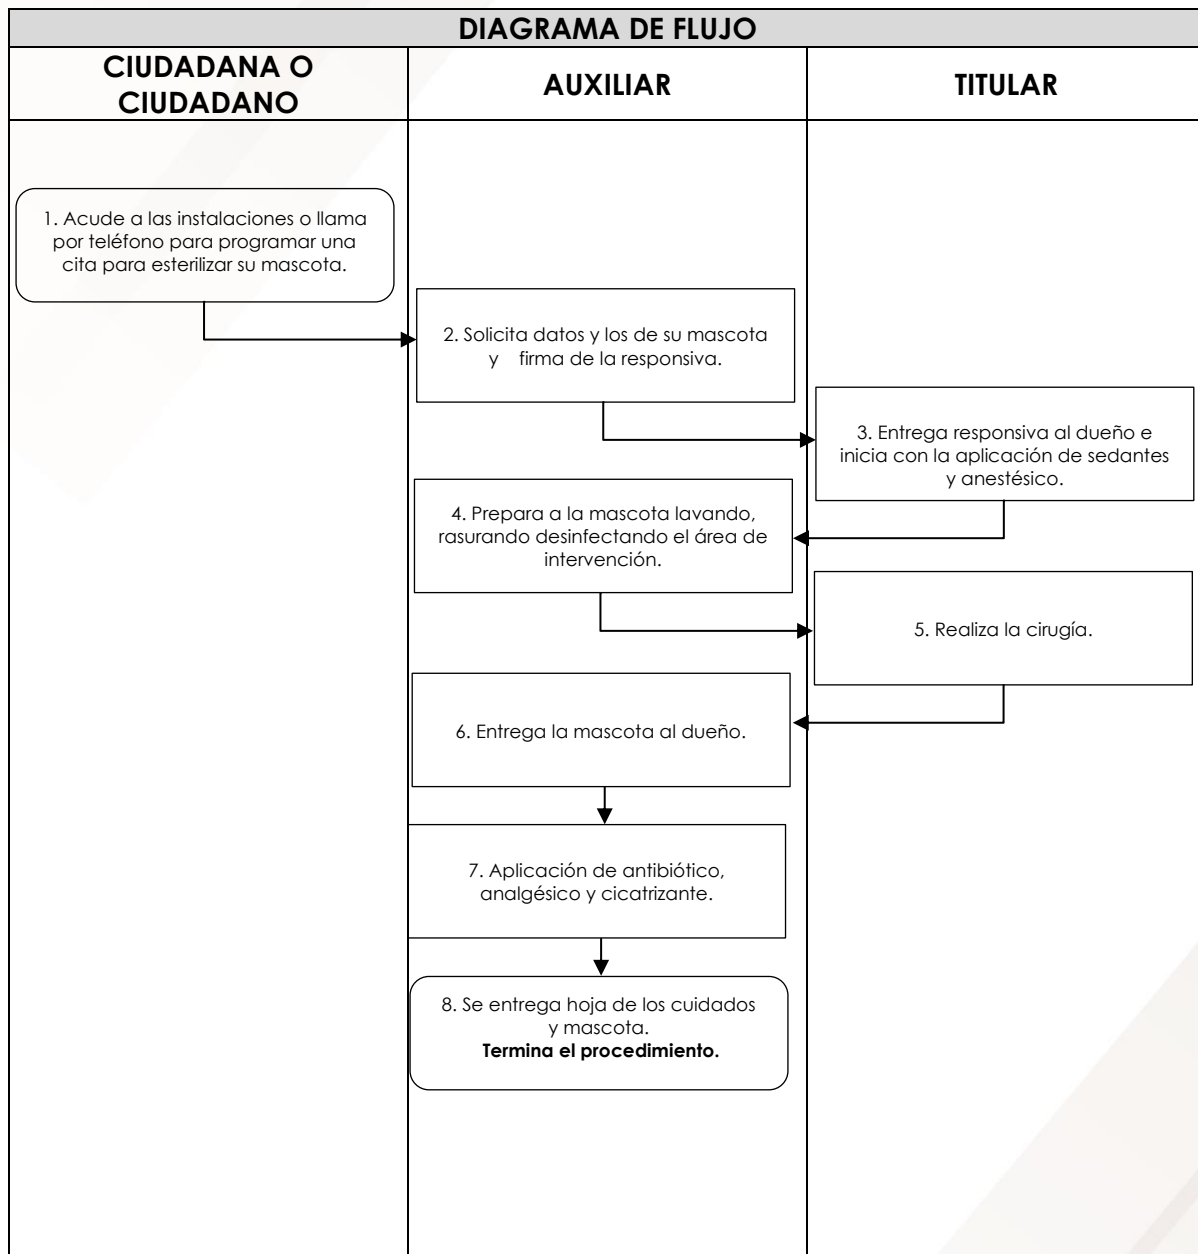 DIAGRAMA DE FLUJO
CIUDADANA O
CIUDADANO
AUXILIAR
TITULAR
1. Acude a las instalaciones o llama
por teléfono para programar una
cita para esterilizar su mascota.
2. Solicita datos y los de su mascota
y firma de la responsiva.
3. Entrega responsiva al dueño e
inicia con la aplicación de sedantes
y anestésico.
4. Prepara a la mascota lavando,
rasurando desinfectando el área de
intervención.
5. Realiza la cirugía.
6. Entrega la mascota al dueño.
7. Aplicación de antibiótico,
analgésico y cicatrizante.
8. Se entrega hoja de los cuidados
y mascota.
Termina el procedimiento.